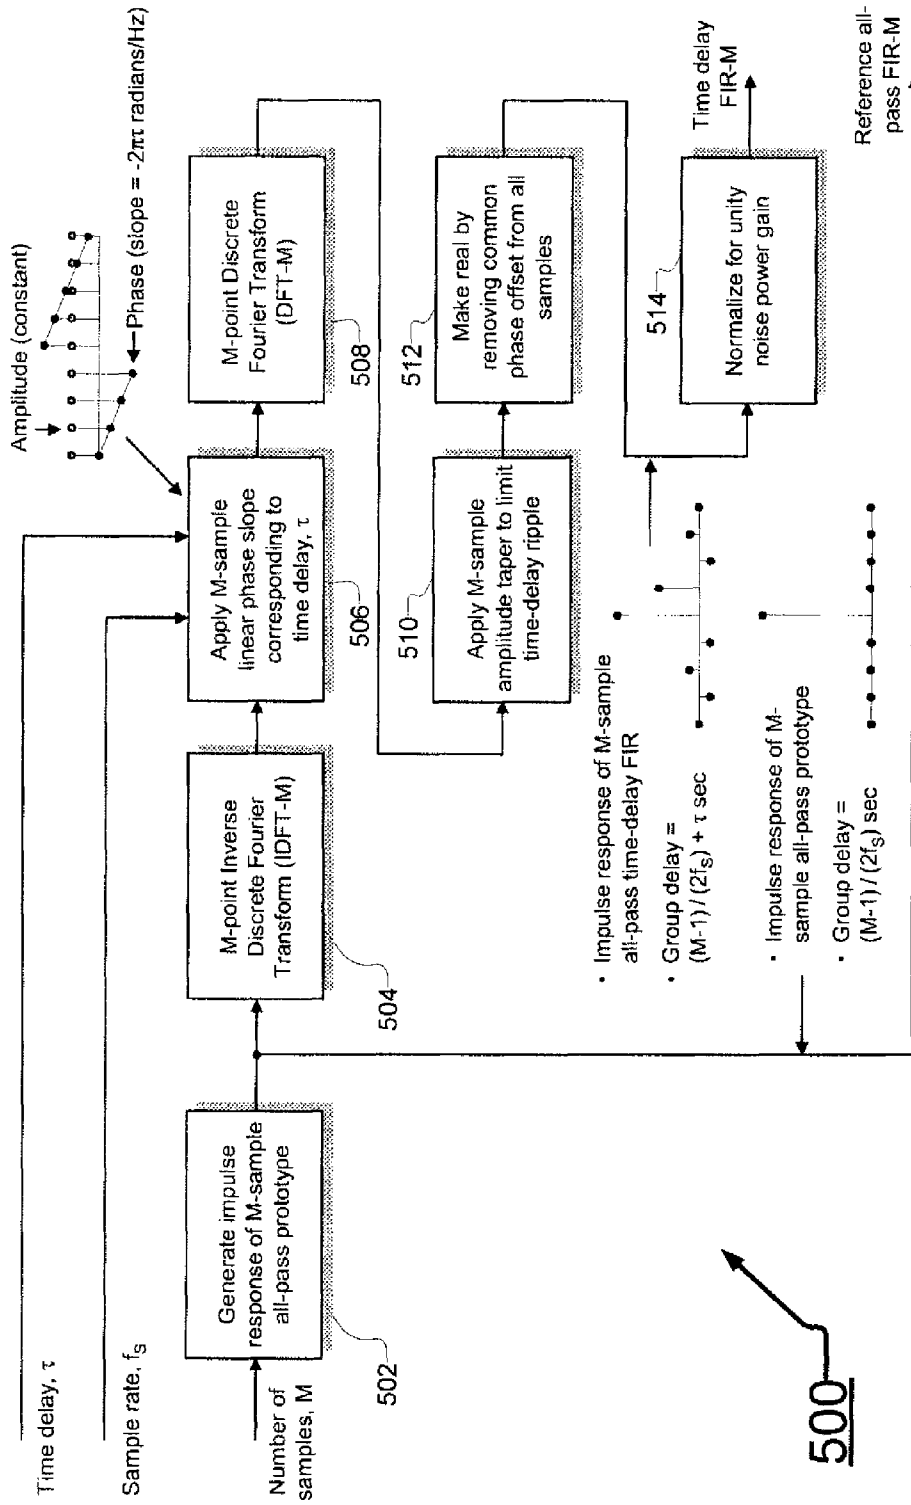 Time delay, τ
Sample rate, fS
Number of
samples, M
Generate impulse
response of M-sample
all-pass prototype
502
M-point Inverse
Discrete Fourier
Transform (IDFT-M)
504
Apply M-sample
linear phase slope
corresponding to
time delay, τ
506
Amplitude (constant)
Phase (slope = -2πτ radians/Hz)
M-point Discrete
Fourier Transform
(DFT-M)
508
510
Apply M-sample
amplitude taper to limit
time-delay ripple
512
Make real by
removing common
phase offset from all
samples
514
Normalize for unity
noise power gain
Time delay
FIR-M
• Impulse response of M-sample
all-pass time-delay FIR
• Group delay =
(M-1) / (2fS) + τ sec
• Impulse response of M-
sample all-pass prototype
• Group delay =
(M-1) / (2fS) sec
Reference all-
pass FIR-M
500